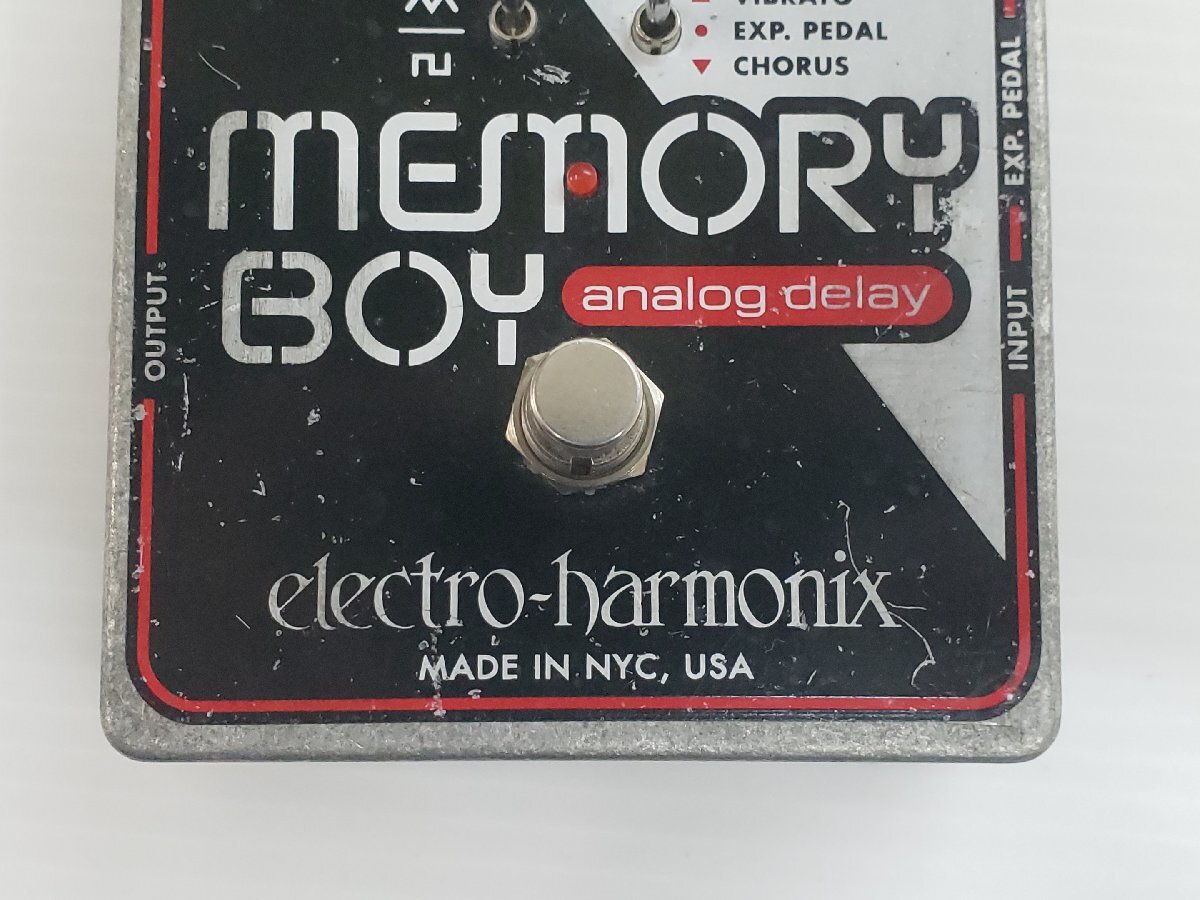 VIBRATO
EXP. PEDAL
CHORUS
MEMORY
BOY
analog delay
OUTPUT
EXP. PEDAL
INPUT
electro-harmonix
MADE IN NYC, USA